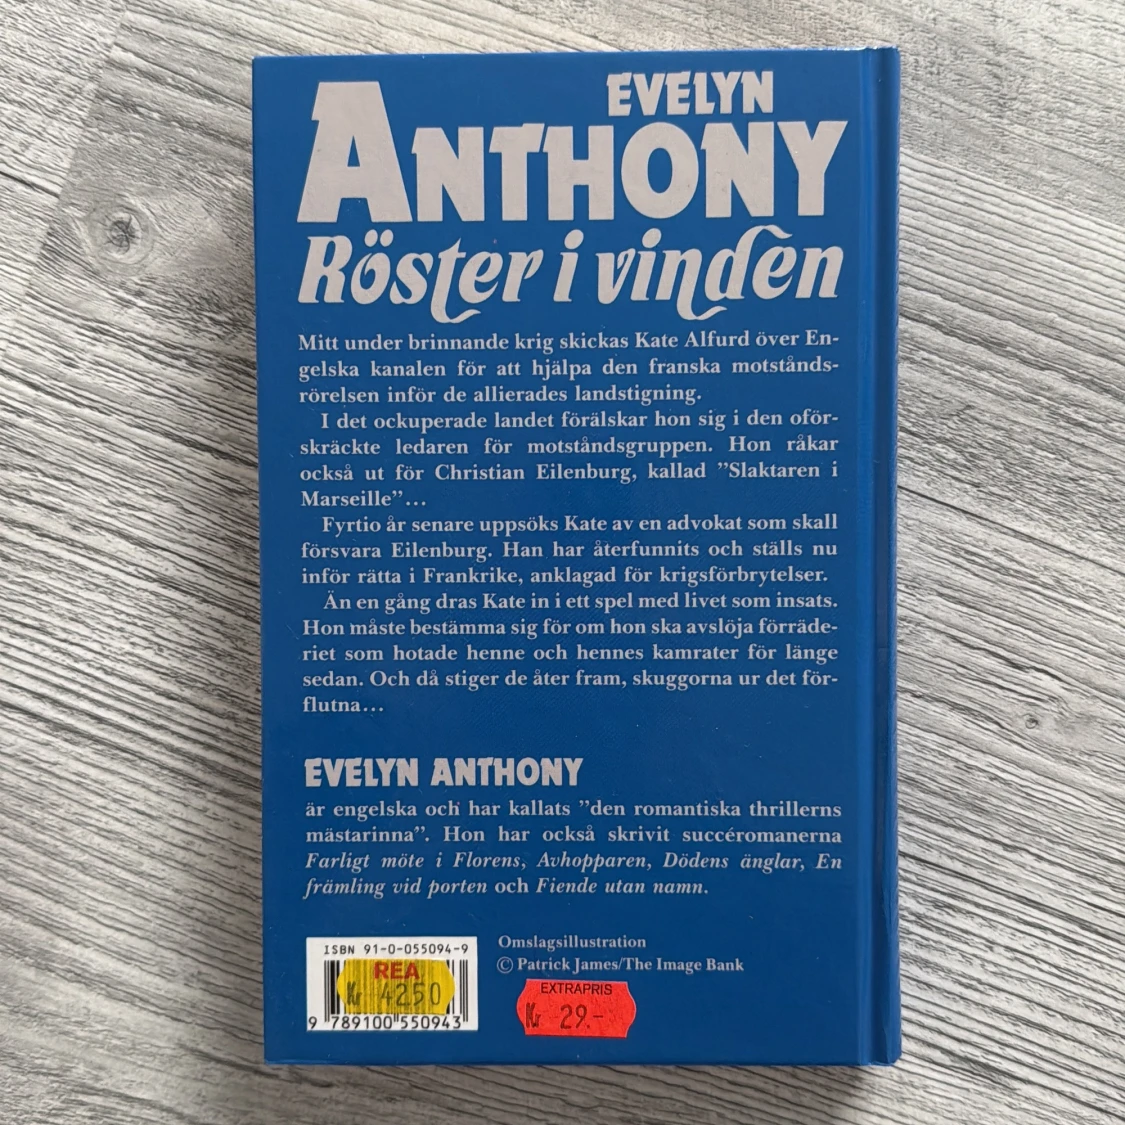 EVELYN
ANTHONY
Röster i vinden
Mitt under brinnande krig skickas Kate Alfurd över En-
gelska kanalen för att hjälpa den franska motstånds-
rörelsen inför de allierades landstigning.
I det ockuperade landet förälskar hon sig i den oför-
skräckte ledaren för motståndsgruppen. Hon råkar
också ut för Christian Eilenburg, kallad ”Slaktaren i
Marseille”...
Fyrtio år senare uppsöks Kate av en advokat som skall
försvara Eilenburg. Han har återfunnits och ställs nu
inför rätta i Frankrike, anklagad för krigsförbrytelser.
Än en gång dras Kate in i ett spel med livet som insats.
Hon måste bestämma sig för om hon ska avslöja förräde-
riet som hotade henne och hennes kamrater för länge
sedan. Och då stiger de åter fram, skuggorna ur det för-
flutna...
EVELYN ANTHONY
är engelska och har kallats ”den romantiska thrillerns
mästarinna”. Hon har också skrivit succéromanerna
Farligt möte i Florens, Avhopparen, Dödens änglar, En
främling vid porten och Fiende utan namn.
ISBN 91-0-055094-9
REA
Kr 4250
9 789100 550943
Omslagsillustration
© Patrick James/The Image Bank
EXTRAPRIS
Kr 29.-